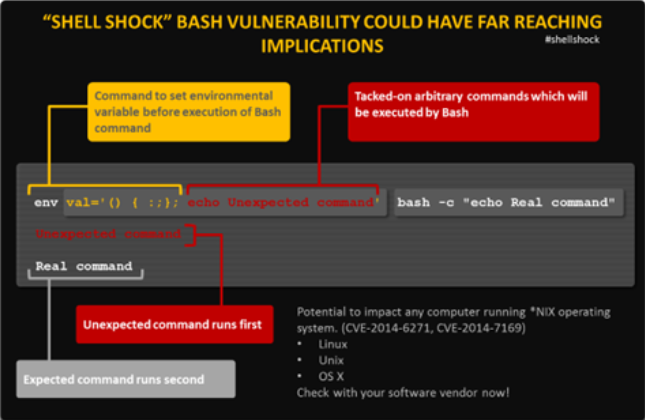 “SHELL SHOCK” BASH VULNERABILITY COULD HAVE FAR REACHING
IMPLICATIONS
#shellshock
Command to set environmental
variable before execution of Bash
command
Tacked-on arbitrary commands which will
be executed by Bash
env val='() { :;}; echo Unexpected command' bash -c "echo Real command"
Unexpected command
Real command
Unexpected command runs first
Expected command runs second
Potential to impact any computer running *NIX operating
system. (CVE-2014-6271, CVE-2014-7169)
• Linux
• Unix
• OS X
Check with your software vendor now!